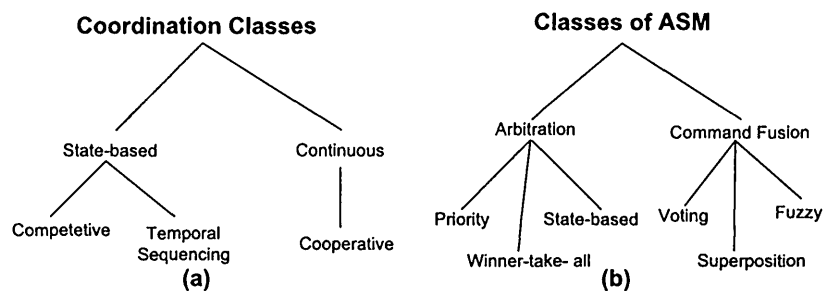 Coordination Classes
State-based
Continuous
Competetive
Temporal
Sequencing
Cooperative
(a)
Classes of ASM
Arbitration
Command Fusion
Priority
State-based
Voting
Fuzzy
Winner-take- all
Superposition
(b)